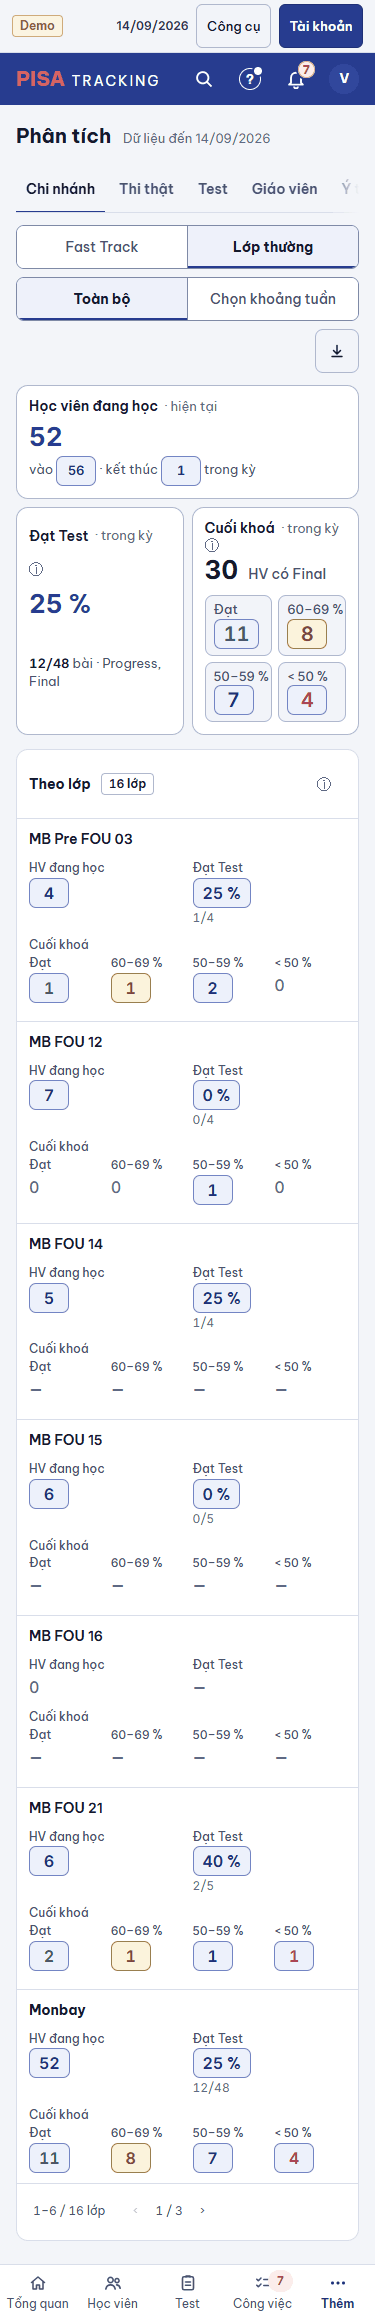 Demo 14/09/2026 Công cụ Tài khoản
PISA TRACKING ? 7 V
Phân tích Dữ liệu đến 14/09/2026
Chi nhánh Thi thật Test Giáo viên Ý
Fast Track Lớp thường
Toàn bộ Chọn khoảng tuần
Học viên đang học · hiện tại
52
vào 56 · kết thúc 1 trong kỳ
Đạt Test · trong kỳ
25 %
12/48 bài · Progress,
Final
Cuối khoá · trong kỳ
30 HV có Final
Đạt 60–69 %
11 8
50–59 % < 50 %
7 4
Theo lớp 16 lớp
MB Pre FOU 03
HV đang học Đạt Test
4 25 %
1/4
Cuối khoá
Đạt 60–69 % 50–59 % < 50 %
1 1 2 0
MB FOU 12
HV đang học Đạt Test
7 0 %
0/4
Cuối khoá
Đạt 60–69 % 50–59 % < 50 %
0 0 1 0
MB FOU 14
HV đang học Đạt Test
5 25 %
1/4
Cuối khoá
Đạt 60–69 % 50–59 % < 50 %
– – – –
MB FOU 15
HV đang học Đạt Test
6 0 %
0/5
Cuối khoá
Đạt 60–69 % 50–59 % < 50 %
– – – –
MB FOU 16
HV đang học Đạt Test
0 –
Cuối khoá
Đạt 60–69 % 50–59 % < 50 %
– – – –
MB FOU 21
HV đang học Đạt Test
6 40 %
2/5
Cuối khoá
Đạt 60–69 % 50–59 % < 50 %
2 1 1 1
Monbay
HV đang học Đạt Test
52 25 %
12/48
Cuối khoá
Đạt 60–69 % 50–59 % < 50 %
11 8 7 4
1–6 / 16 lớp ‹ 1 / 3 ›
7
Tổng quan Học viên Test Công việc Thêm